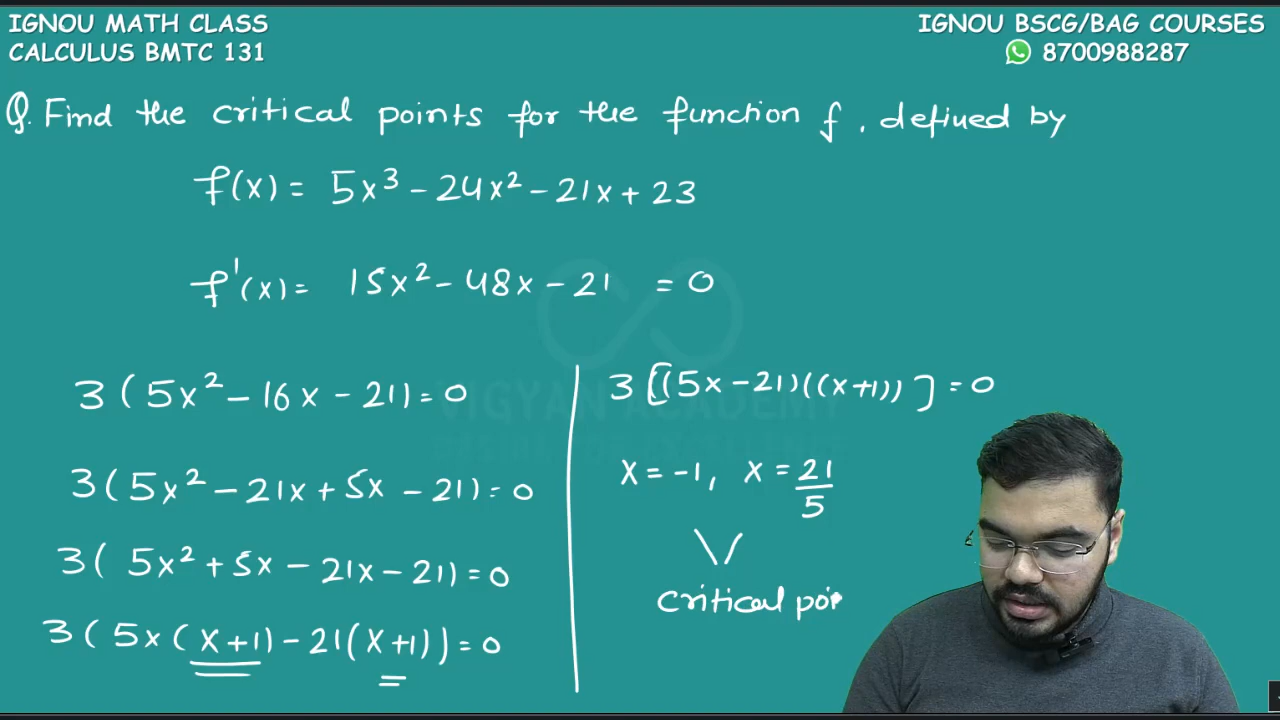 IGNOU MATH CLASS
CALCULUS BMTC 131
IGNOU BSCG/BAG COURSES
8700988287
Q. Find the critical points for the function f, defined by
f(x) = 5x³ - 24x² - 21x + 23
f'(x) = 15x² - 48x - 21 = 0
3(5x² - 16x - 21) = 0
3(5x² - 21x + 5x - 21) = 0
3(5x² + 5x - 21x - 21) = 0
3(5x(x+1) - 21(x+1)) = 0
3[(5x - 21)((x+1))] = 0
x = -1, x = 21/5
critical poi
VIGYAN ACADEMY